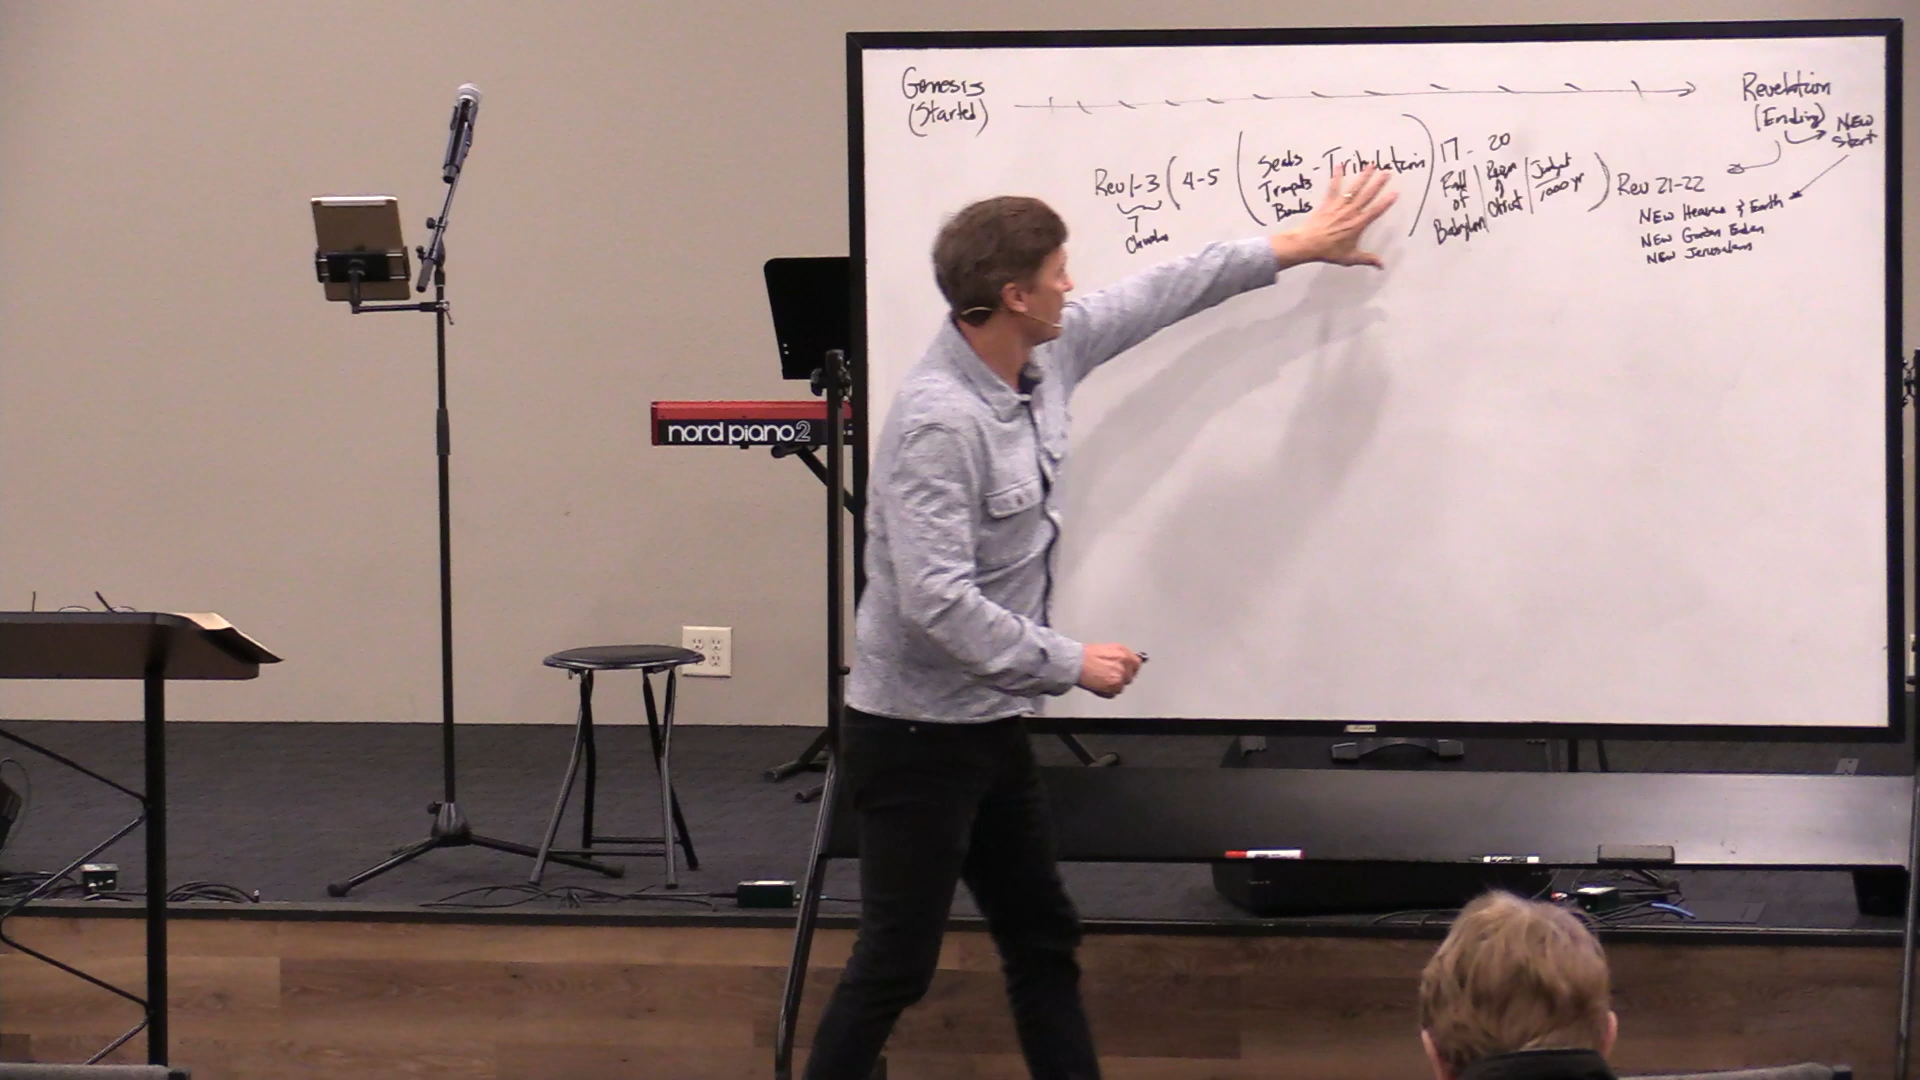 Genesis
(Started)
Revelation
(Ending)
NEW
Start
Rev 1-3 ( 4-5
7
Seals
Bowls
- Tribulation
17 - 20
Fall
of
Babylon
Reign
of
Christ
1000 yr
Rev 21-22
NEW Heaven & Earth
NEW Garden Eden
NEW Jerusalem
nord piano 2